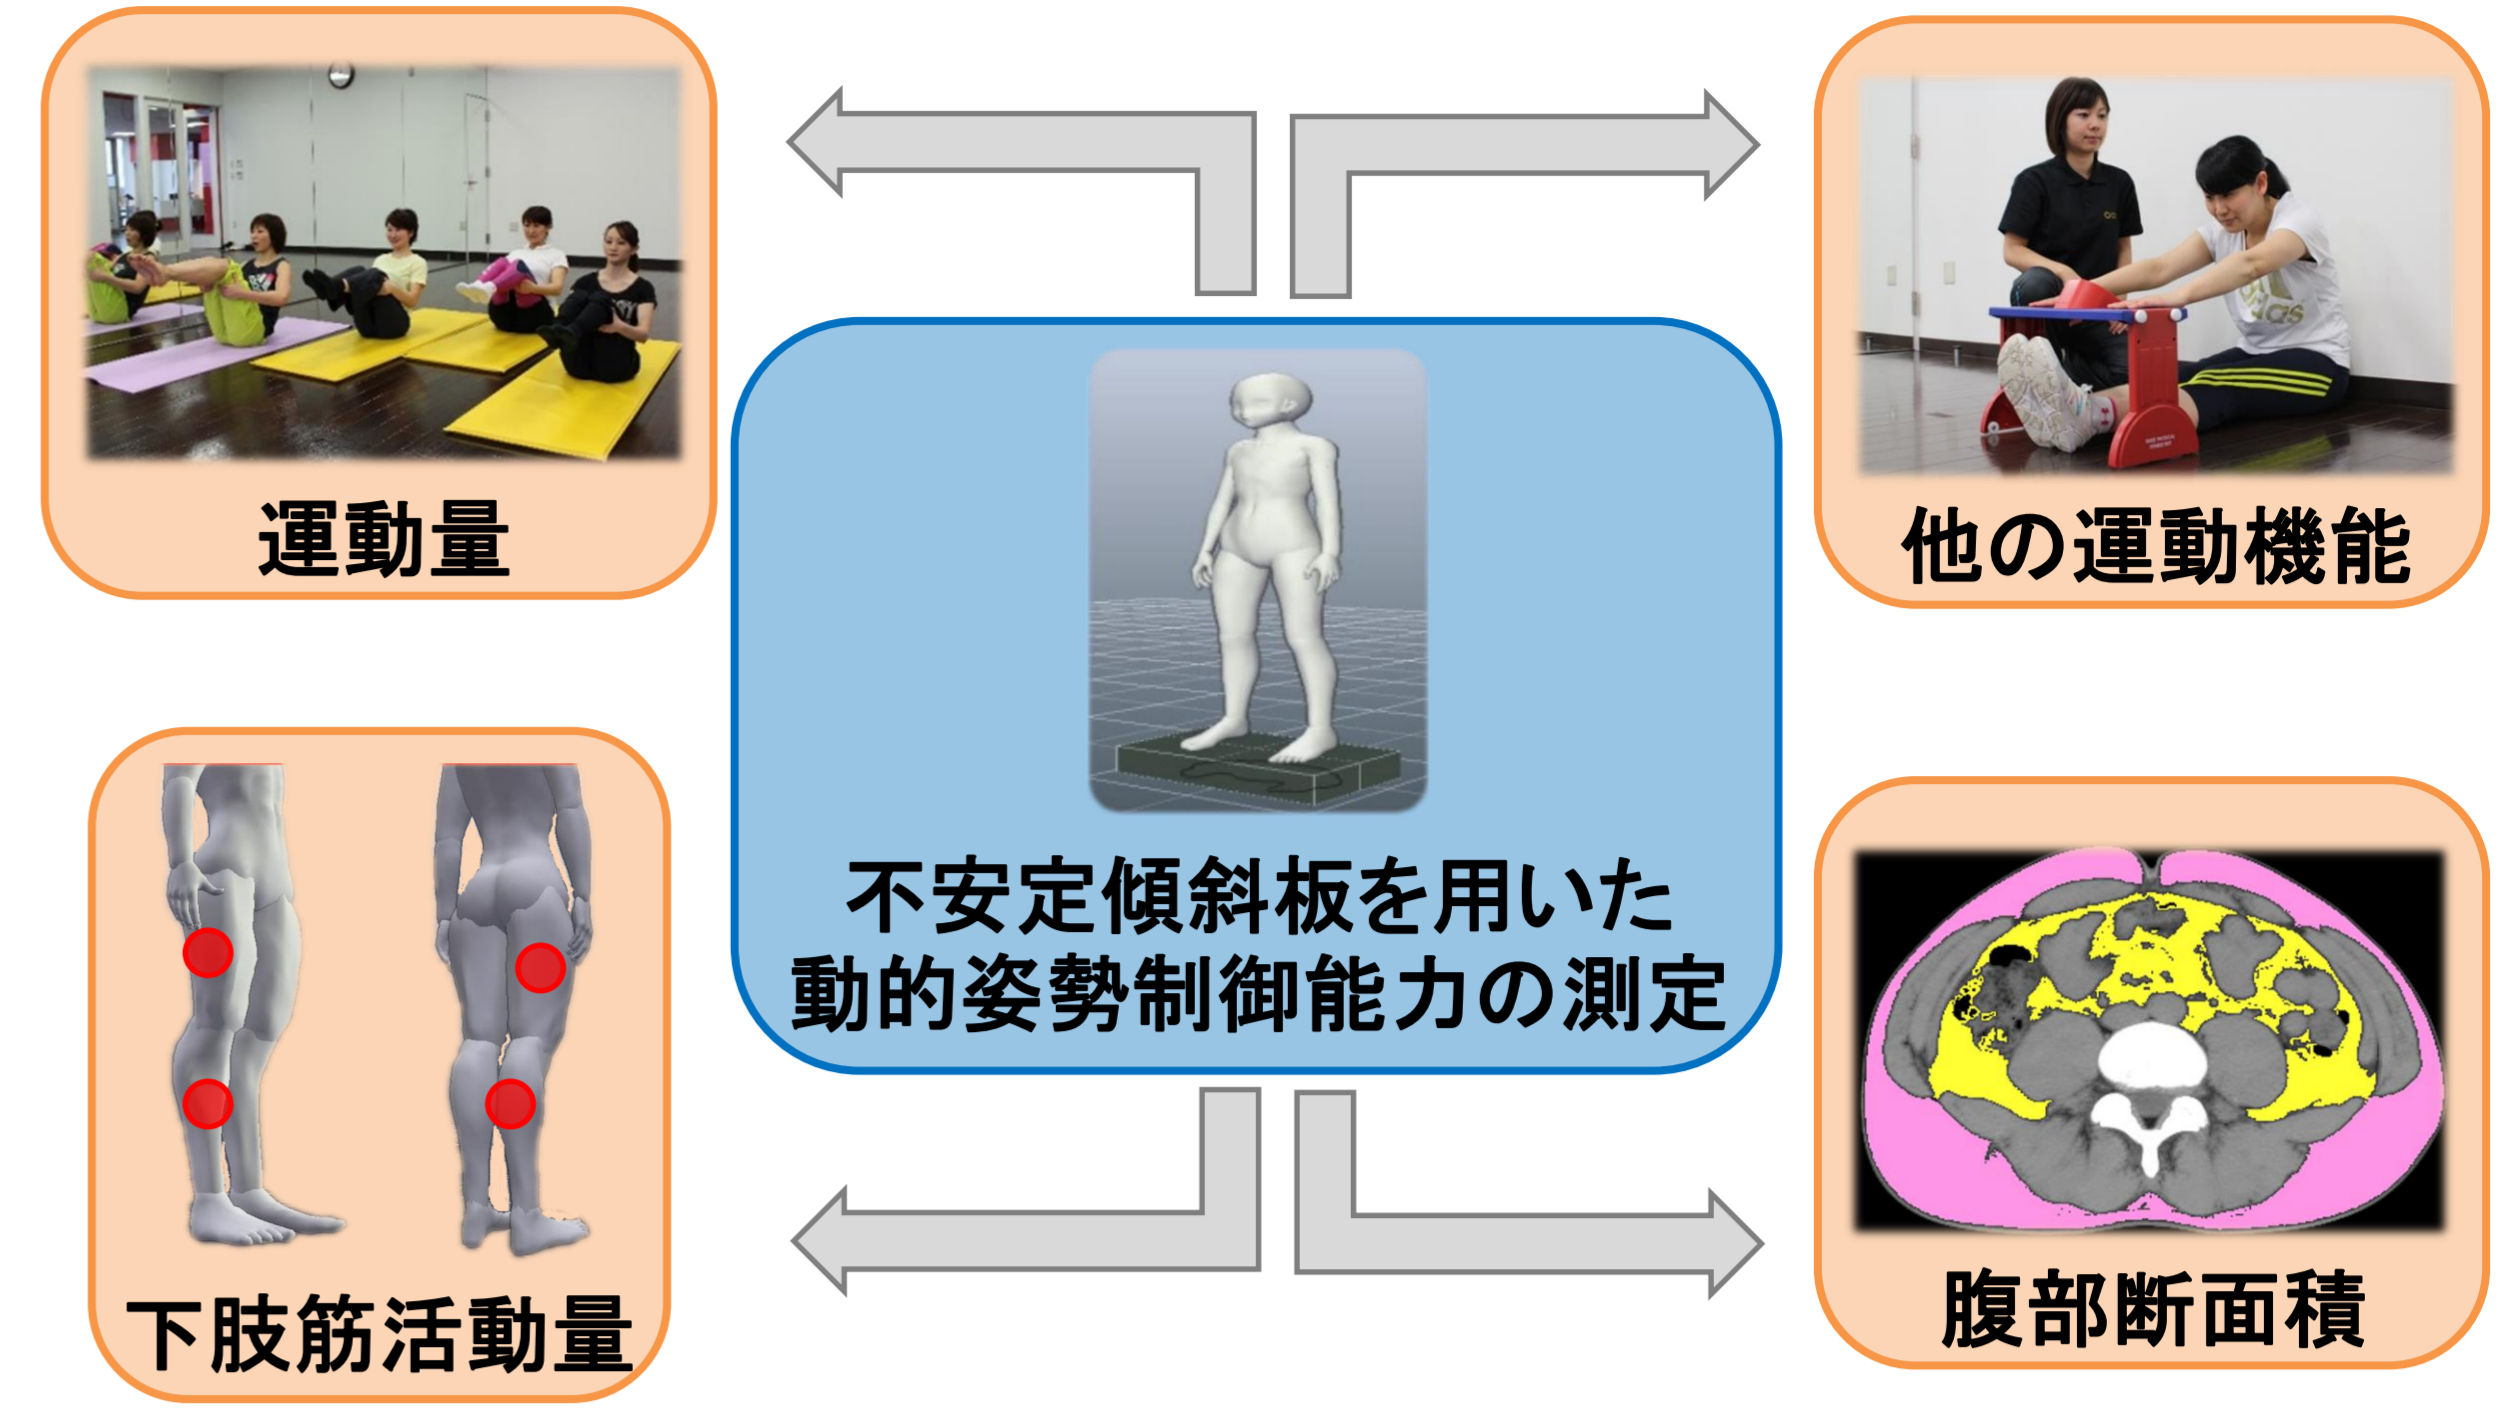 運動量
他の運動機能
不安定傾斜板を用いた
動的姿勢制御能力の測定
下肢筋活動量
腹部断面積